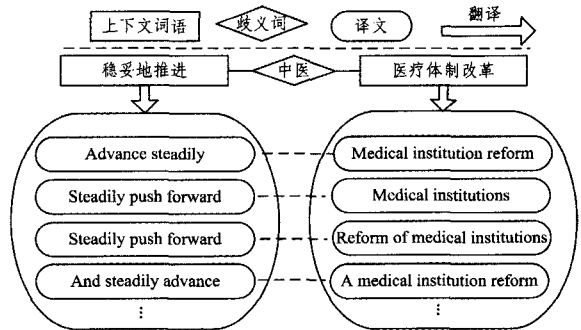 上下文词语 歧义词 译文 翻译
稳妥地推进 中医 医疗体制改革
Advance steadily Medical institution reform
Steadily push forward Medical institutions
Steadily push forward Reform of medical institutions
And steadily advance A medical institution reform
⋮ ⋮